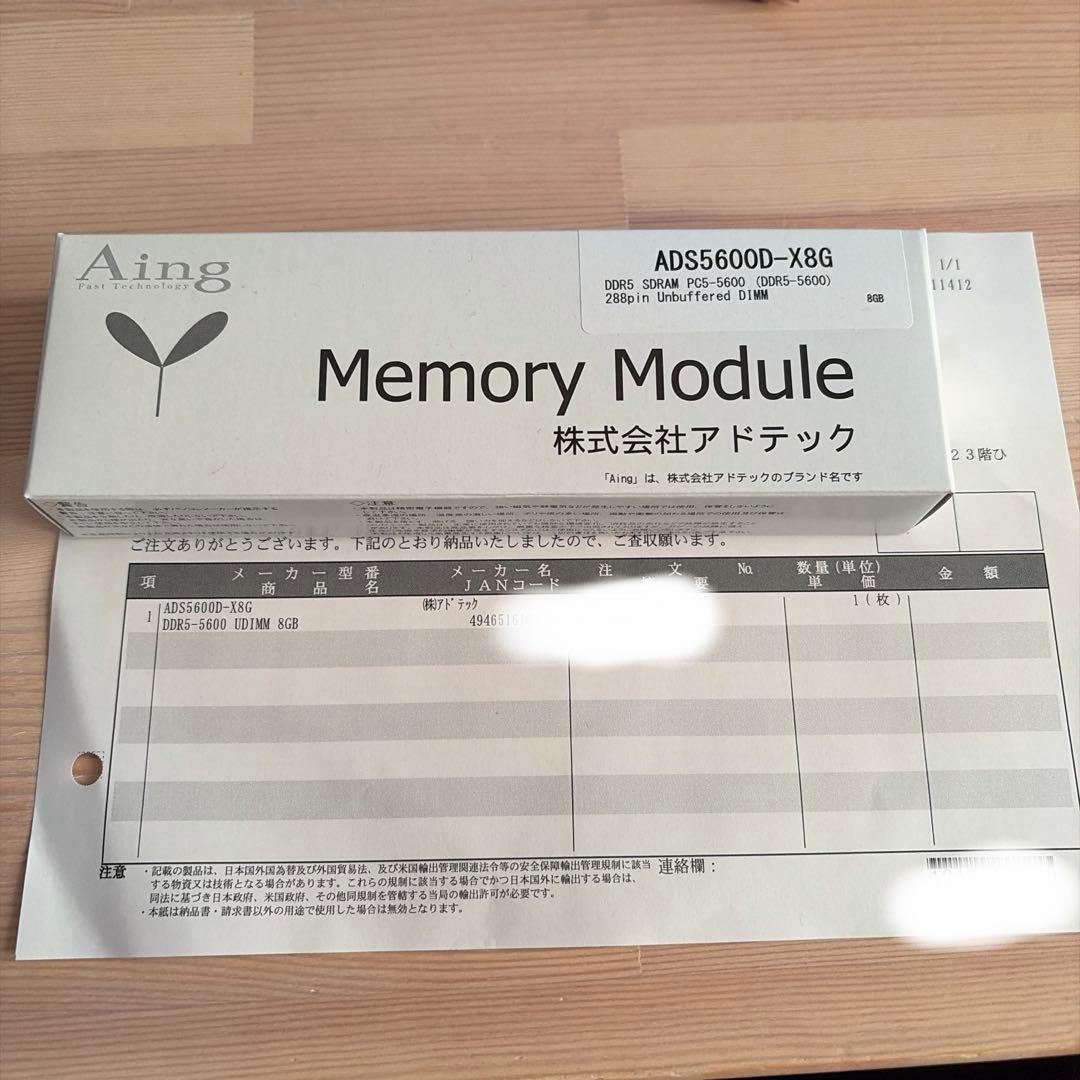 Aing
Fast Technology
ADS5600D-X8G
DDR5 SDRAM PC5-5600 (DDR5-5600)
288pin Unbuffered DIMM 8GB
Memory Module
株式会社アドテック
「Aing」は、株式会社アドテックのブランド名です
1/1
11412
23階ひ
◇注意
ご注文ありがとうございます。下記のとおり納品いたしましたので、ご査収願います。
項 メーカー型番 メーカー名 注文 No. 数量(単位) 金額
商品名 JANコード 摘要 単価
1 ADS5600D-X8G ㈱アドテック 1(枚)
DDR5-5600 UDIMM 8GB 4946516
注意 ・記載の製品は、日本国外国為替及び外国貿易法、及び米国輸出管理関連法令等の安全保障輸出管理規制に該当 連絡欄：
する物資又は技術となる場合があります。これらの規制に該当する場合でかつ日本国外に輸出する場合は、
同法に基づき日本政府、米国政府、その他同規制を管轄する当局の輸出許可が必要です。
・本紙は納品書・請求書以外の用途で使用した場合は無効となります。